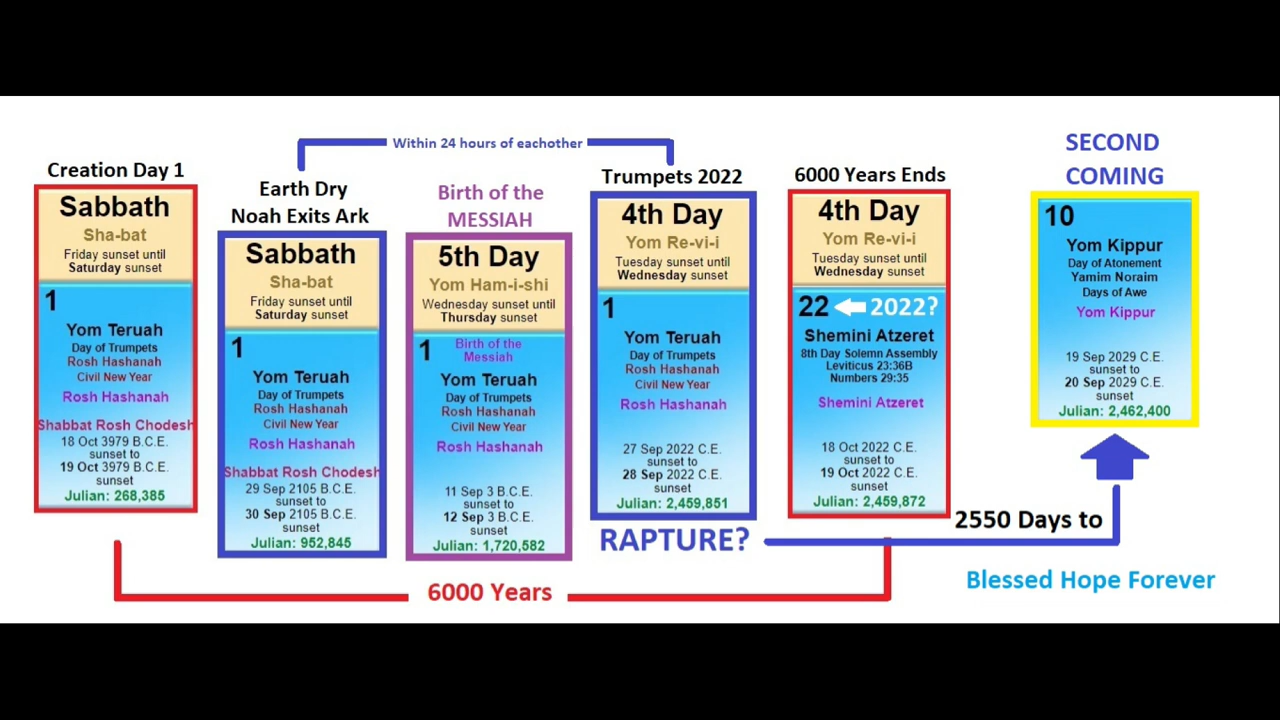 Within 24 hours of eachother
Creation Day 1
Sabbath
Sha-bat
Friday sunset until
Saturday sunset
1
Yom Teruah
Day of Trumpets
Rosh Hashanah
Civil New Year
Rosh Hashanah
Shabbat Rosh Chodesh
18 Oct 3979 B.C.E.
sunset to
19 Oct 3979 B.C.E.
sunset
Julian: 268,385
Earth Dry
Noah Exits Ark
Sabbath
Sha-bat
Friday sunset until
Saturday sunset
1
Yom Teruah
Day of Trumpets
Rosh Hashanah
Civil New Year
Rosh Hashanah
Shabbat Rosh Chodesh
29 Sep 2105 B.C.E.
sunset to
30 Sep 2105 B.C.E.
sunset
Julian: 952,845
Birth of the
MESSIAH
5th Day
Yom Ham-i-shi
Wednesday sunset until
Thursday sunset
1
Birth of the
Messiah
Yom Teruah
Day of Trumpets
Rosh Hashanah
Civil New Year
Rosh Hashanah
11 Sep 3 B.C.E.
sunset to
12 Sep 3 B.C.E.
sunset
Julian: 1,720,582
Trumpets 2022
4th Day
Yom Re-vi-i
Tuesday sunset until
Wednesday sunset
1
Yom Teruah
Day of Trumpets
Rosh Hashanah
Civil New Year
Rosh Hashanah
27 Sep 2022 C.E.
sunset to
28 Sep 2022 C.E.
sunset
Julian: 2,459,851
RAPTURE?
6000 Years Ends
4th Day
Yom Re-vi-i
Tuesday sunset until
Wednesday sunset
22 2022?
Shemini Atzeret
8th Day Solemn Assembly
Leviticus 23:36B
Numbers 29:35
Shemini Atzeret
18 Oct 2022 C.E.
sunset to
19 Oct 2022 C.E.
sunset
Julian: 2,459,872
SECOND
COMING
10
Yom Kippur
Day of Atonement
Yamim Noraim
Days of Awe
Yom Kippur
19 Sep 2029 C.E.
sunset to
20 Sep 2029 C.E.
sunset
Julian: 2,462,400
2550 Days to
Blessed Hope Forever
6000 Years